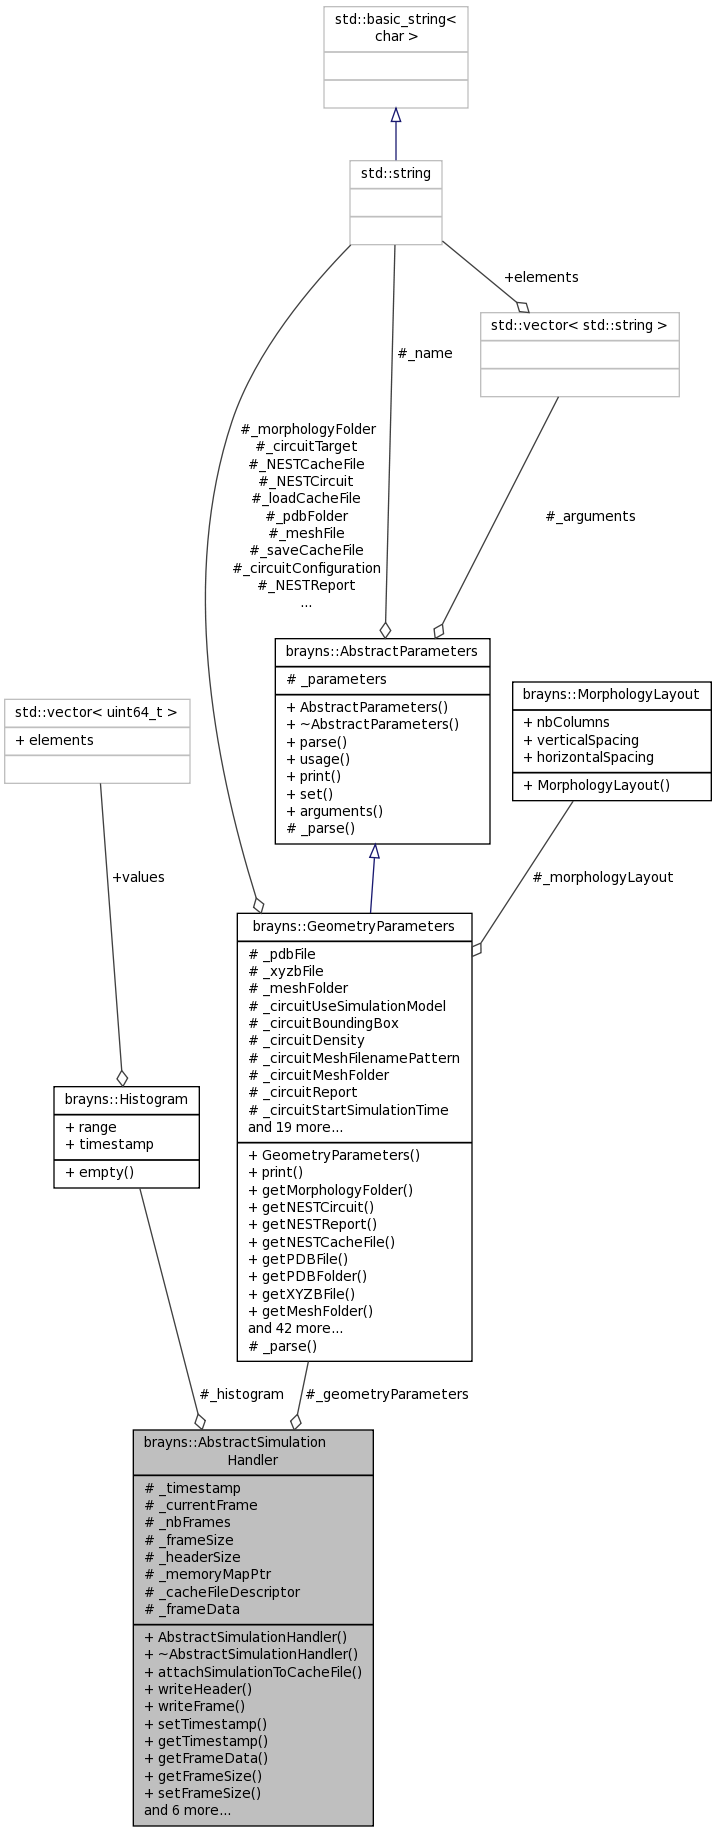 std::basic_string<
char >
std::string
+elements
std::vector< std::string >
#_name
#_morphologyFolder
#_circuitTarget
#_NESTCacheFile
#_NESTCircuit
#_loadCacheFile
#_pdbFolder
#_meshFile
#_saveCacheFile
#_circuitConfiguration
#_NESTReport
...
#_arguments
brayns::AbstractParameters
# _parameters
+ AbstractParameters()
+ ~AbstractParameters()
+ parse()
+ usage()
+ print()
+ set()
+ arguments()
# _parse()
brayns::MorphologyLayout
+ nbColumns
+ verticalSpacing
+ horizontalSpacing
+ MorphologyLayout()
std::vector< uint64_t >
+ elements
+values
#_morphologyLayout
brayns::GeometryParameters
# _pdbFile
# _xyzbFile
# _meshFolder
# _circuitUseSimulationModel
# _circuitBoundingBox
# _circuitDensity
# _circuitMeshFilenamePattern
# _circuitMeshFolder
# _circuitReport
# _circuitStartSimulationTime
and 19 more...
+ GeometryParameters()
+ print()
+ getMorphologyFolder()
+ getNESTCircuit()
+ getNESTReport()
+ getNESTCacheFile()
+ getPDBFile()
+ getPDBFolder()
+ getXYZBFile()
+ getMeshFolder()
and 42 more...
# _parse()
brayns::Histogram
+ range
+ timestamp
+ empty()
#_histogram
#_geometryParameters
brayns::AbstractSimulation
Handler
# _timestamp
# _currentFrame
# _nbFrames
# _frameSize
# _headerSize
# _memoryMapPtr
# _cacheFileDescriptor
# _frameData
+ AbstractSimulationHandler()
+ ~AbstractSimulationHandler()
+ attachSimulationToCacheFile()
+ writeHeader()
+ writeFrame()
+ setTimestamp()
+ getTimestamp()
+ getFrameData()
+ getFrameSize()
+ setFrameSize()
and 6 more...